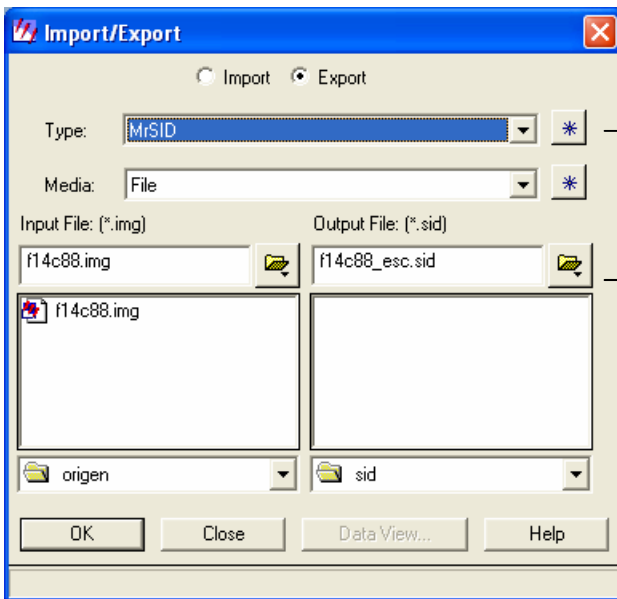 Import/Export
Import Export
Type: MrSID
Media: File
Input File: (*.img) Output File: (*.sid)
f14c88.img f14c88_esc.sid
f14c88.img
origen sid
OK Close Data View... Help